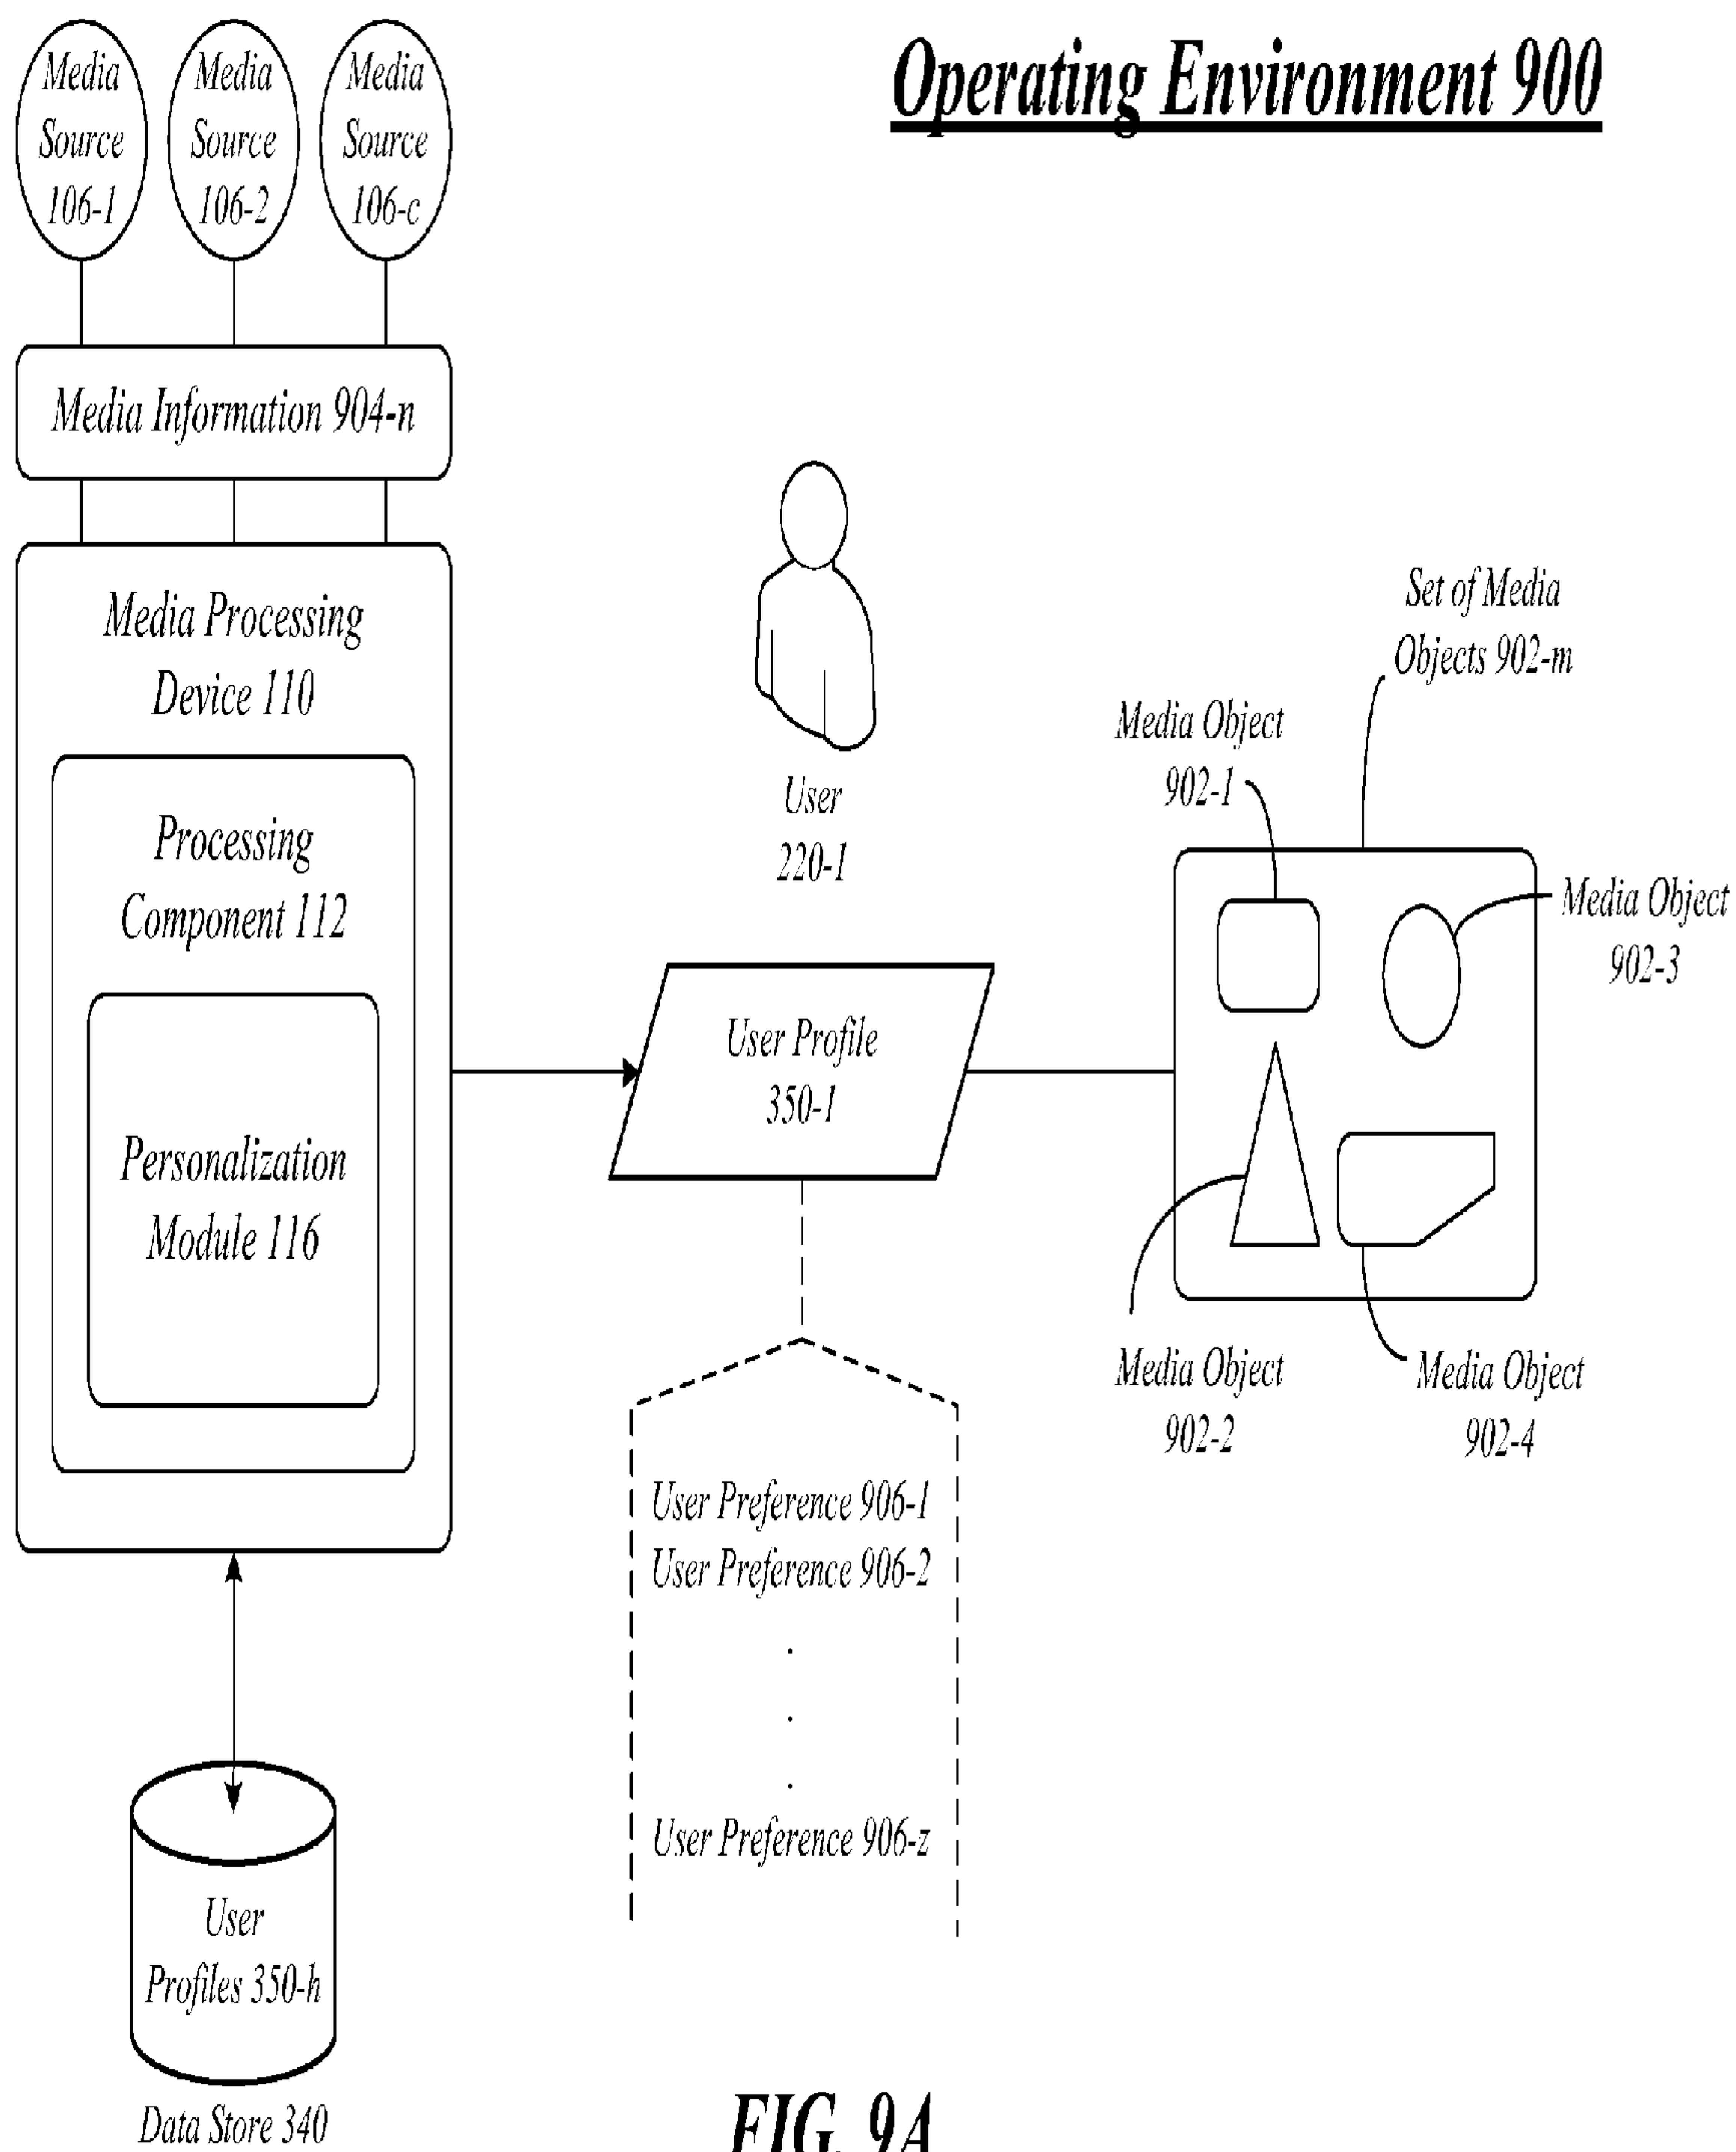 Operating Environment 900
Media
Source
106-1
Media
Source
106-2
Media
Source
106-c
Media Information 904-n
Media Processing
Device 110
Processing
Component 112
Personalization
Module 116
User
220-1
User Profile
350-1
Set of Media
Objects 902-m
Media Object
902-1
Media Object
902-3
Media Object
902-2
Media Object
902-4
User Preference 906-1
User Preference 906-2
.
.
.
User Preference 906-z
User
Profiles 350-h
Data Store 340
FIG. 9A